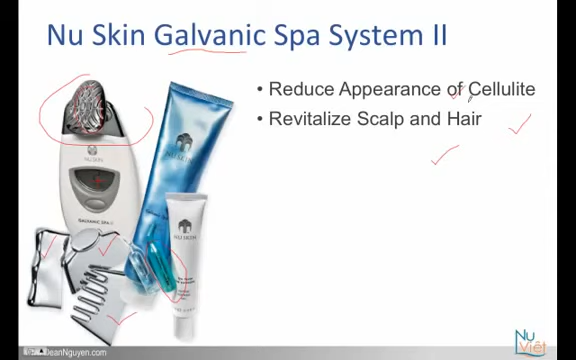 Nu Skin Galvanic Spa System II
• Reduce Appearance of Cellulite
• Revitalize Scalp and Hair
NU SKIN
NU SKIN
GALVANIC SPA II
NU SKIN
JeanNguyen.com
Nu
Việt